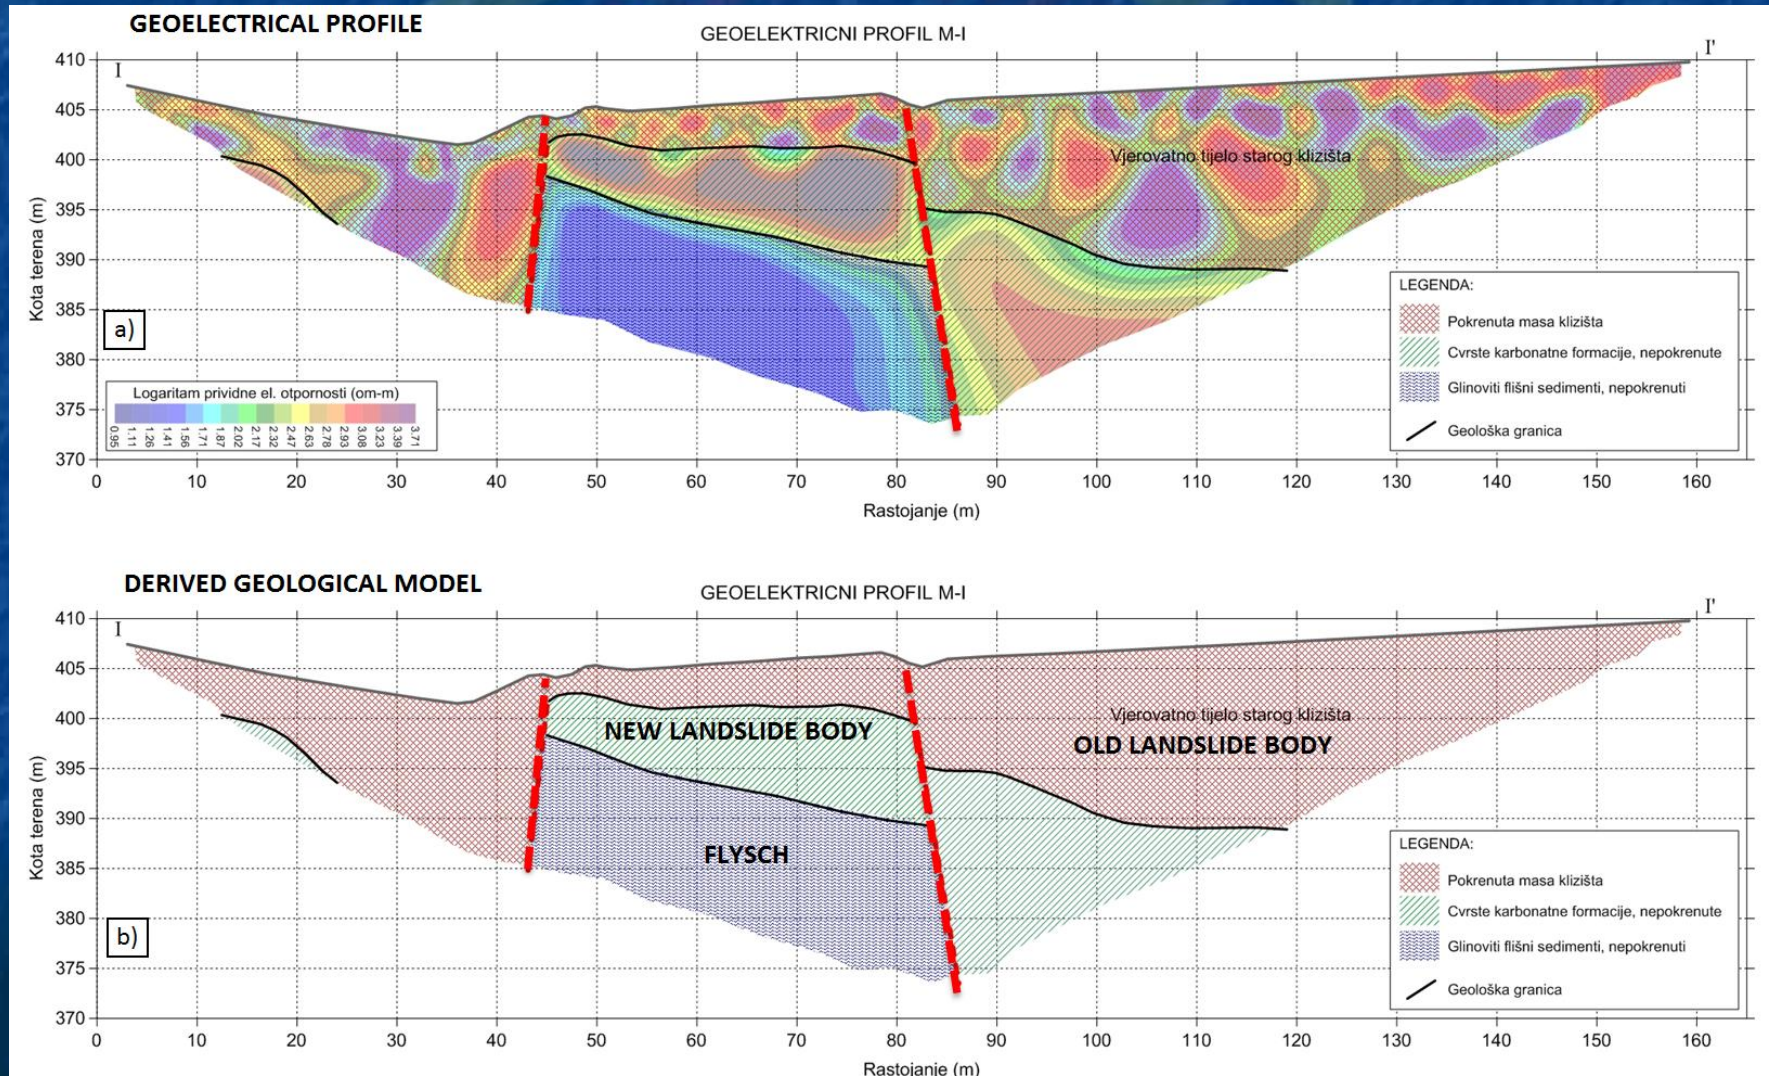 GEOELECTRICAL PROFILE
GEOELEKTRICNI PROFIL M-I
I
I'
410
405
400
395
390
385
380
375
370
Kota terena (m)
Vjerovatno tijelo starog klizišta
a)
Logaritam prividne el. otpornosti (om-m)
0.95 1.11 1.26 1.41 1.56 1.71 1.87 2.02 2.17 2.32 2.47 2.63 2.78 2.93 3.08 3.23 3.39 3.71
LEGENDA:
Pokrenuta masa klizišta
Cvrste karbonatne formacije, nepokrenute
Glinoviti flišni sedimenti, nepokrenuti
Geološka granica
0 10 20 30 40 50 60 70 80 90 100 110 120 130 140 150 160
Rastojanje (m)
DERIVED GEOLOGICAL MODEL
GEOELEKTRICNI PROFIL M-I
I
I'
410
405
400
395
390
385
380
375
370
Kota terena (m)
NEW LANDSLIDE BODY
Vjerovatno tijelo starog klizišta
OLD LANDSLIDE BODY
FLYSCH
b)
LEGENDA:
Pokrenuta masa klizišta
Cvrste karbonatne formacije, nepokrenute
Glinoviti flišni sedimenti, nepokrenuti
Geološka granica
0 10 20 30 40 50 60 70 80 90 100 110 120 130 140 150 160
Rastojanje (m)